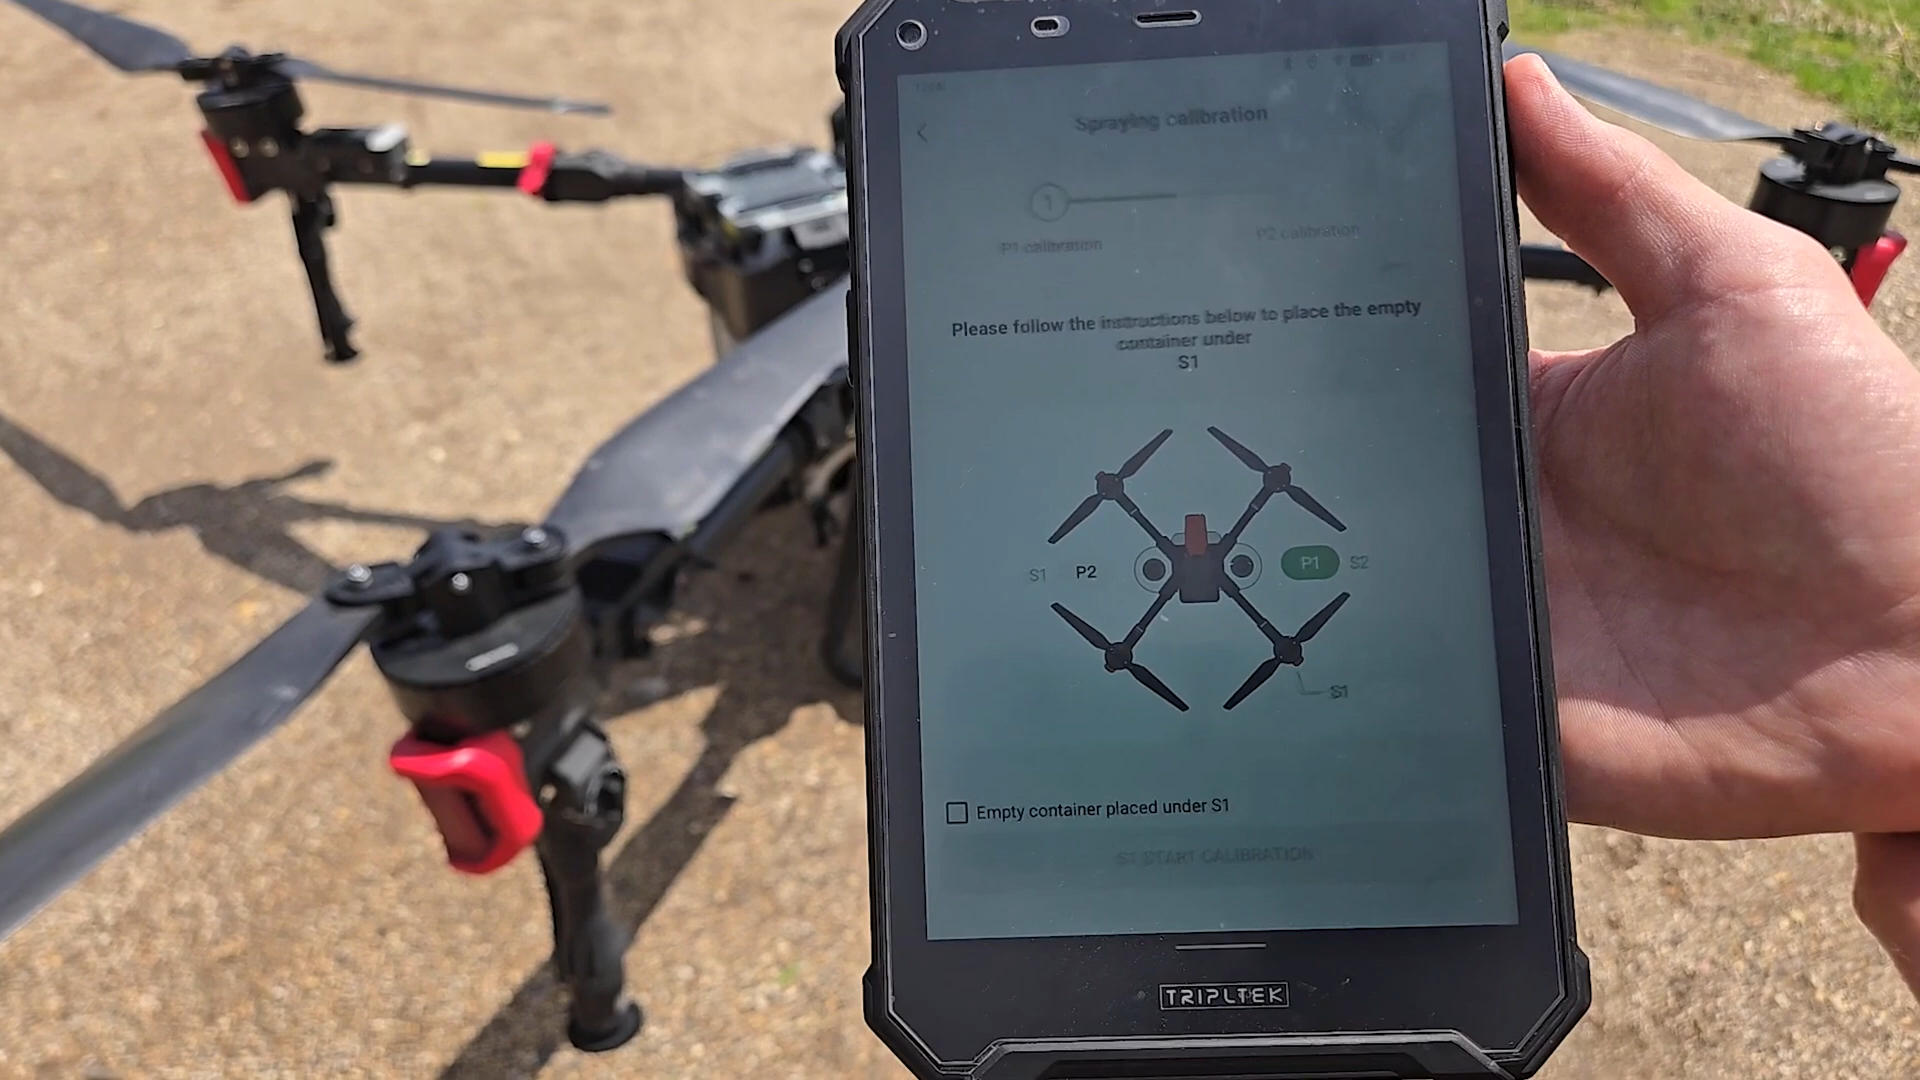 Spraying calibration
1
P1 calibration
P2 calibration
Please follow the instructions below to place the empty
container under
S1
S1 P2 P1 S2
S1
Empty container placed under S1
S1 START CALIBRATION
TRIPLTEK